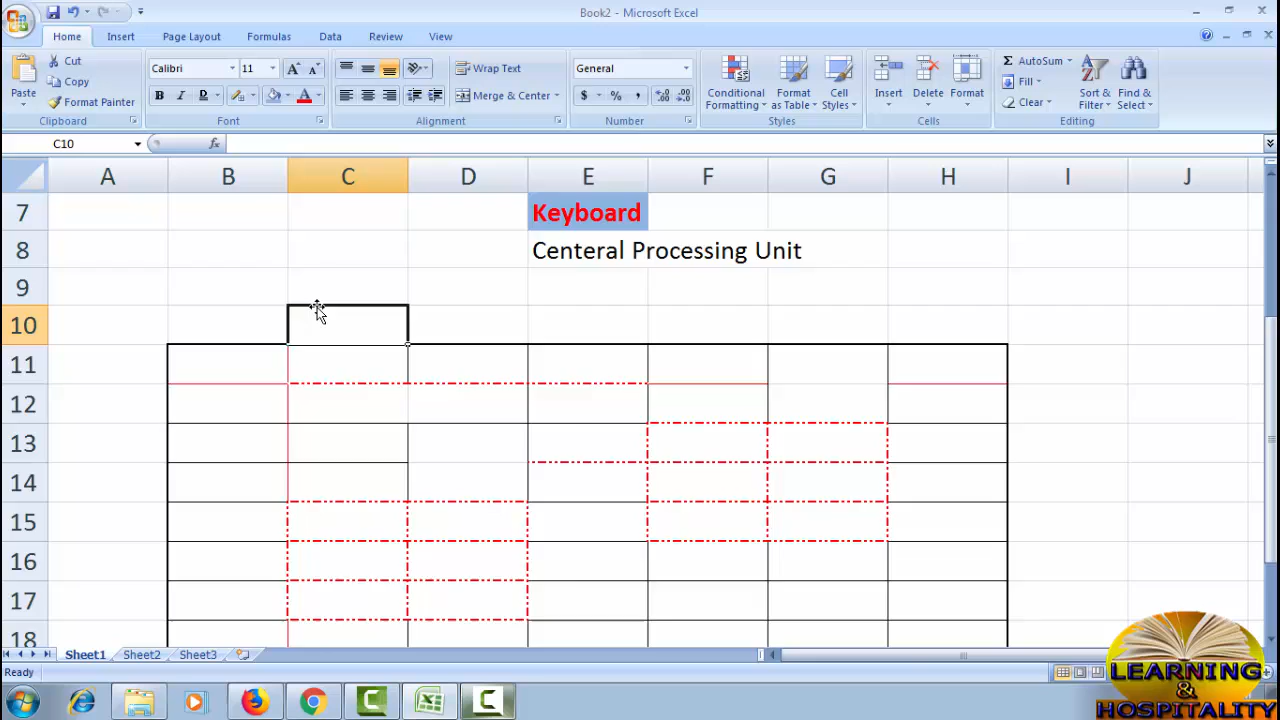 Book2 - Microsoft Excel
Home Insert Page Layout Formulas Data Review View
Paste
Cut
Copy
Format Painter
Clipboard
Calibri 11
B I D
Font
Wrap Text
Merge & Center
Alignment
General
$ % ,
Number
Conditional Formatting
Format as Table
Cell Styles
Styles
Insert Delete Format
Cells
AutoSum
Fill
Clear
Sort & Filter
Find & Select
Editing
C10 fx
A B C D E F G H I J
7 Keyboard
8 Centeral Processing Unit
9
10
11
12
13
14
15
16
17
18
Sheet1 Sheet2 Sheet3
Ready
LEARNING
&
HOSPITALITY